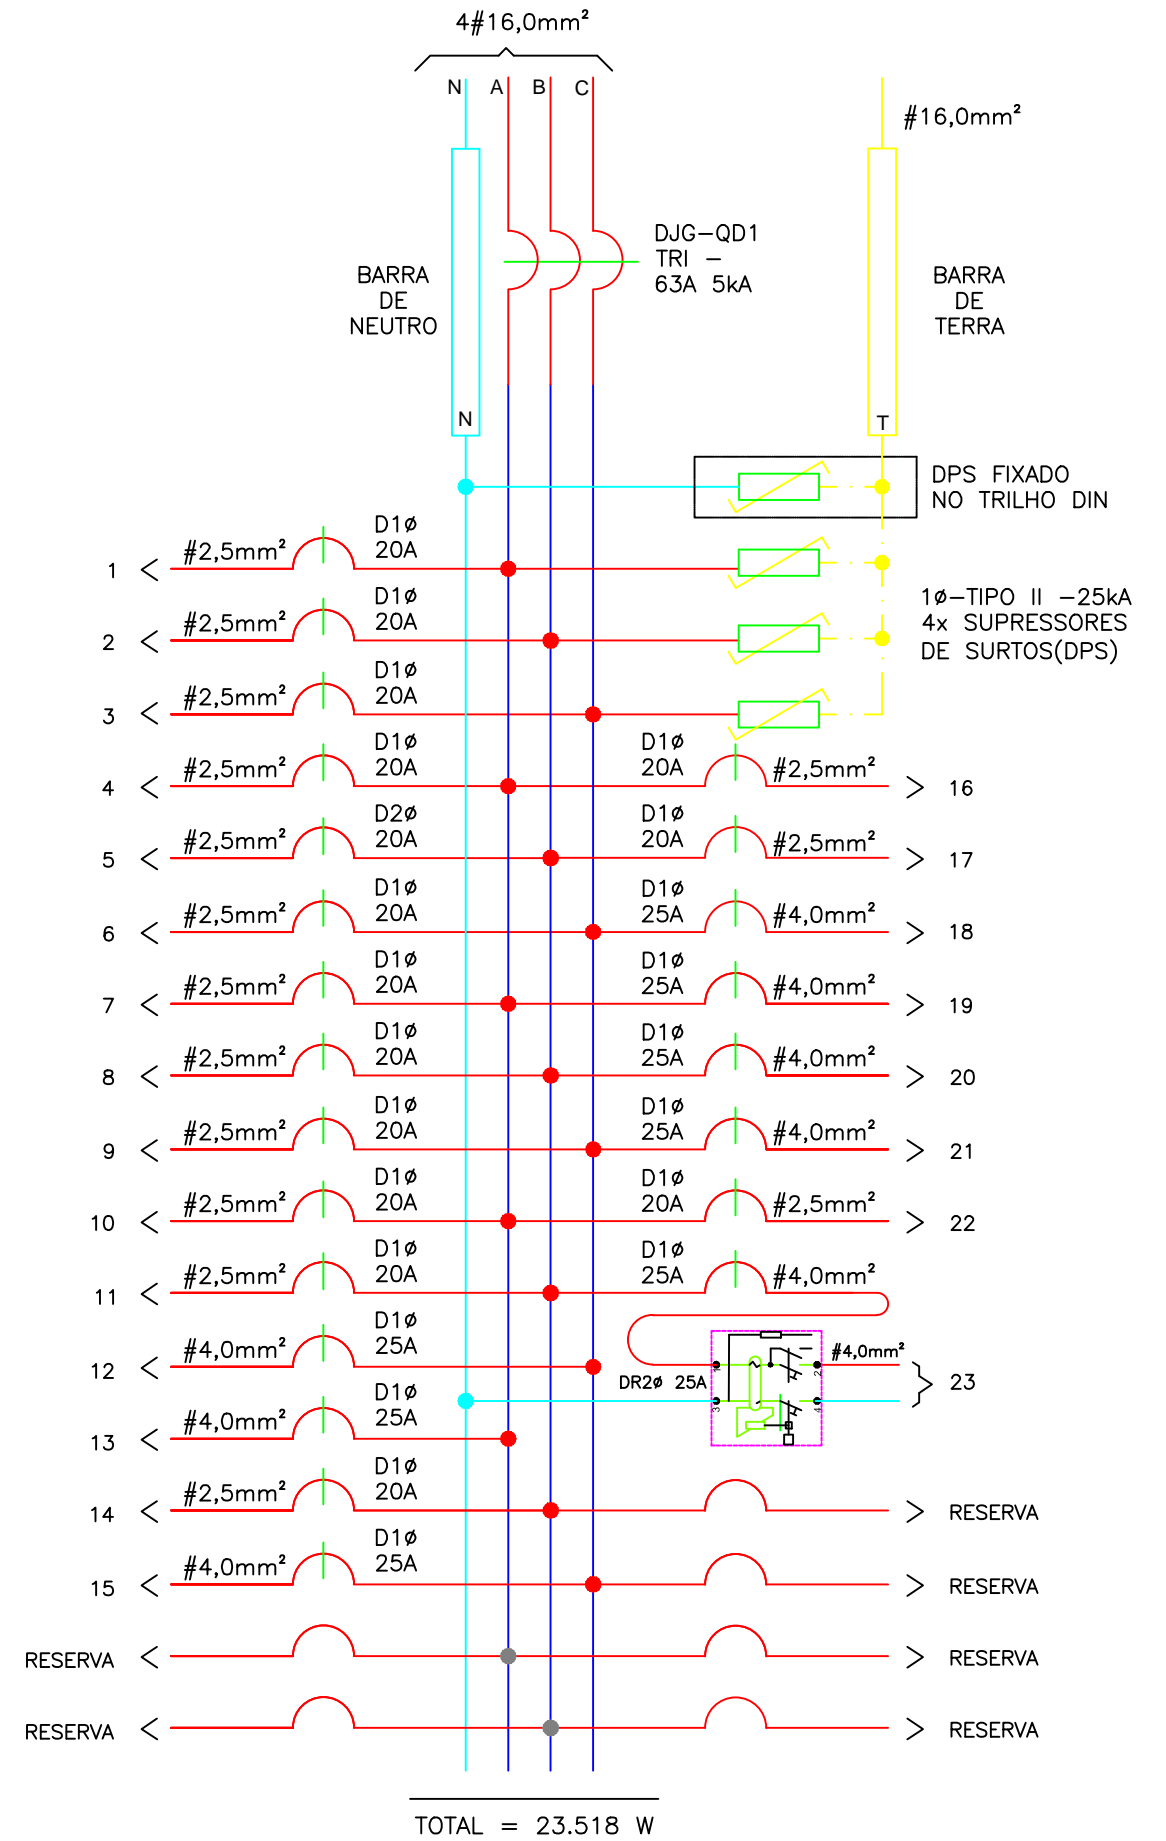 4#16,0mm²
N A B C
#16,0mm²
DJG-QD1
TRI -
63A 5kA
BARRA
DE
NEUTRO
BARRA
DE
TERRA
N
T
DPS FIXADO
NO TRILHO DIN
1ø-TIPO II -25kA
4x SUPRESSORES
DE SURTOS(DPS)
D1ø
1 #2,5mm² 20A
D1ø
2 #2,5mm² 20A
D1ø
3 #2,5mm² 20A
D1ø D1ø
4 #2,5mm² 20A 20A #2,5mm² 16
D2ø D1ø
5 #2,5mm² 20A 20A #2,5mm² 17
D1ø D1ø
6 #2,5mm² 20A 25A #4,0mm² 18
D1ø D1ø
7 #2,5mm² 20A 25A #4,0mm² 19
D1ø D1ø
8 #2,5mm² 20A 25A #4,0mm² 20
D1ø D1ø
9 #2,5mm² 20A 25A #4,0mm² 21
D1ø D1ø
10 #2,5mm² 20A 20A #2,5mm² 22
D1ø D1ø
11 #2,5mm² 20A 25A #4,0mm²
D1ø
12 #4,0mm² 25A
1 2
3 4
#4,0mm²
DR2ø 25A
23
D1ø
13 #4,0mm² 25A
D1ø
14 #2,5mm² 20A RESERVA
D1ø
15 #4,0mm² 25A RESERVA
RESERVA RESERVA
RESERVA RESERVA
TOTAL = 23.518 W